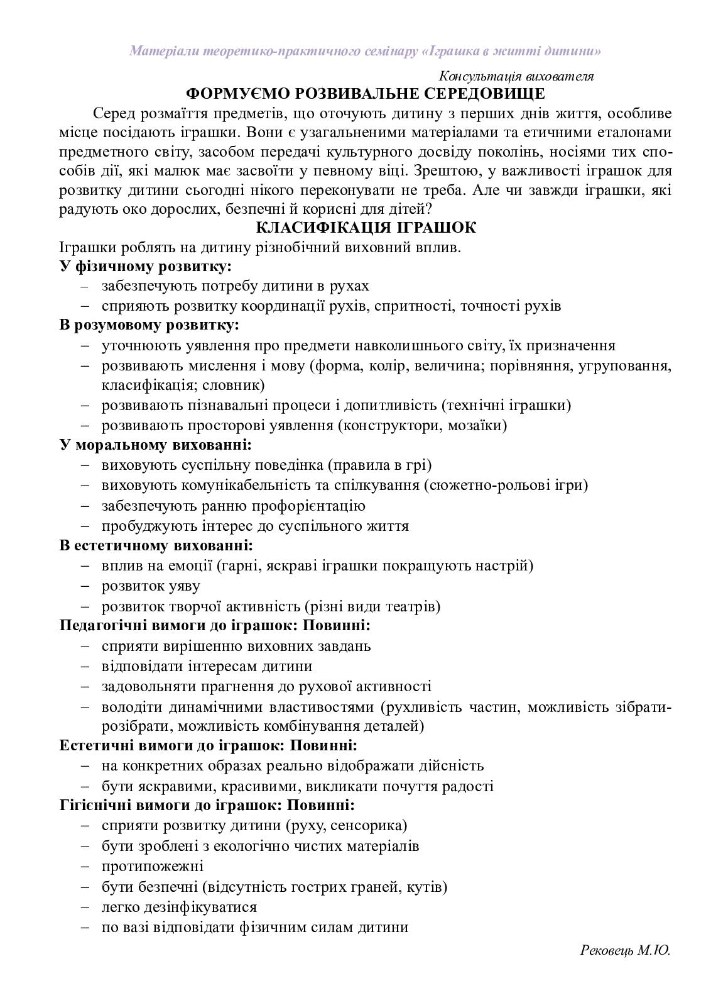 Матеріали теоретико-практичного семінару «Іграшка в житті дитини»
Консультація вихователя
ФОРМУЄМО РОЗВИВАЛЬНЕ СЕРЕДОВИЩЕ
Серед розмаїття предметів, що оточують дитину з перших днів життя, особливе
місце посідають іграшки. Вони є узагальненими матеріалами та етичними еталонами
предметного світу, засобом передачі культурного досвіду поколінь, носіями тих спо-
собів дії, які малюк має засвоїти у певному віці. Зрештою, у важливості іграшок для
розвитку дитини сьогодні нікого переконувати не треба. Але чи завжди іграшки, які
радують око дорослих, безпечні й корисні для дітей?
КЛАСИФІКАЦІЯ ІГРАШОК
Іграшки роблять на дитину різнобічний виховний вплив.
У фізичному розвитку:
– забезпечують потребу дитини в рухах
– сприяють розвитку координації рухів, спритності, точності рухів
В розумовому розвитку:
– уточнюють уявлення про предмети навколишнього світу, їх призначення
– розвивають мислення і мову (форма, колір, величина; порівняння, угруповання,
класифікація; словник)
– розвивають пізнавальні процеси і допитливість (технічні іграшки)
– розвивають просторові уявлення (конструктори, мозаїки)
У моральному вихованні:
– виховують суспільну поведінка (правила в грі)
– виховують комунікабельність та спілкування (сюжетно-рольові ігри)
– забезпечують ранню профорієнтацію
– пробуджують інтерес до суспільного життя
В естетичному вихованні:
– вплив на емоції (гарні, яскраві іграшки покращують настрій)
– розвиток уяву
– розвиток творчої активність (різні види театрів)
Педагогічні вимоги до іграшок: Повинні:
– сприяти вирішенню виховних завдань
– відповідати інтересам дитини
– задовольняти прагнення до рухової активності
– володіти динамічними властивостями (рухливість частин, можливість зібрати-
розібрати, можливість комбінування деталей)
Естетичні вимоги до іграшок: Повинні:
– на конкретних образах реально відображати дійсність
– бути яскравими, красивими, викликати почуття радості
Гігієнічні вимоги до іграшок: Повинні:
– сприяти розвитку дитини (руху, сенсорика)
– бути зроблені з екологічно чистих матеріалів
– протипожежні
– бути безпечні (відсутність гострих граней, кутів)
– легко дезінфікуватися
– по вазі відповідати фізичним силам дитини
Рековець М.Ю.